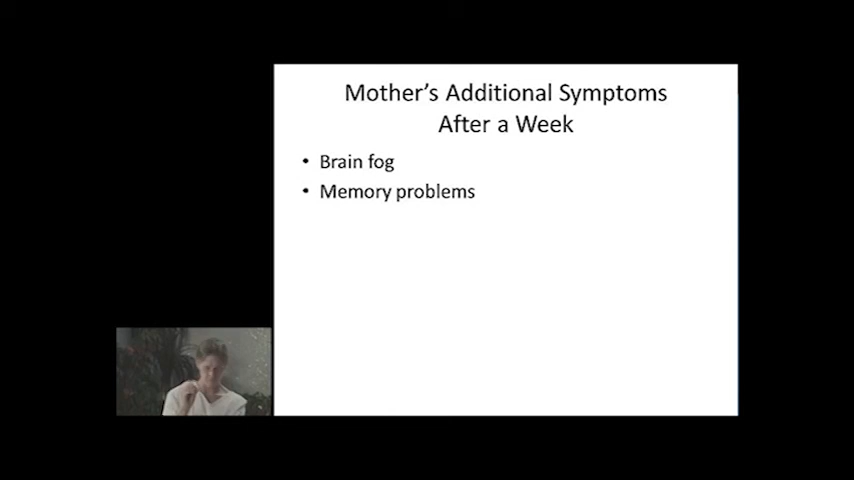 Mother’s Additional Symptoms
After a Week
• Brain fog
• Memory problems